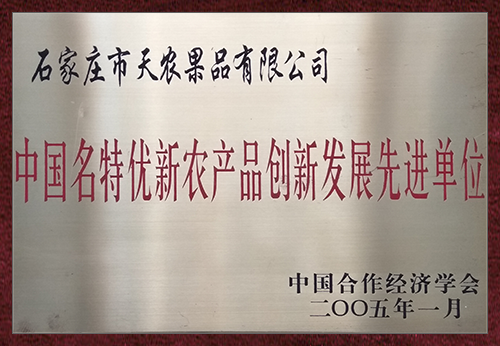 石家庄市天农果品有限公司
中国名特优新农产品创新发展先进单位
中国合作经济学会
二〇〇五年一月